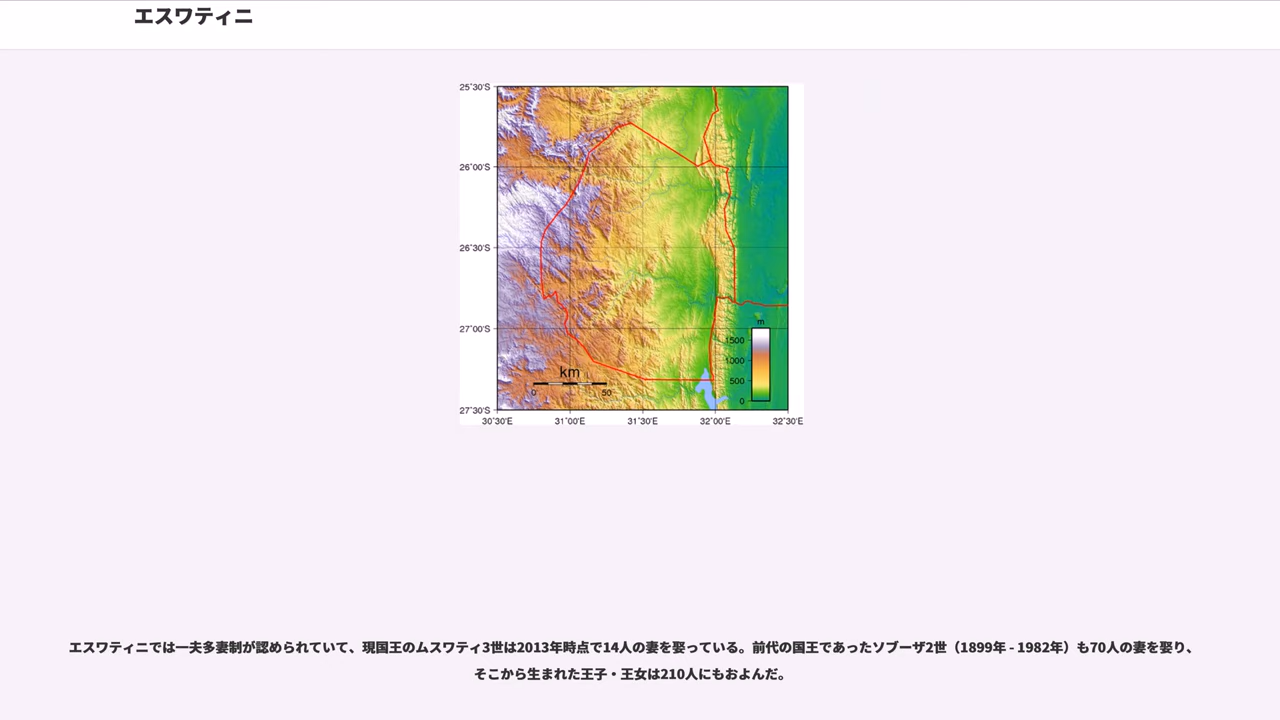 エスワティニ
25˚30'S
26˚00'S
26˚30'S
27˚00'S
27˚30'S
m
1500
1000
500
0
km
0 50
30˚30'E 31˚00'E 31˚30'E 32˚00'E 32˚30'E
エスワティニでは一夫多妻制が認められていて、現国王のムスワティ3世は2013年時点で14人の妻を娶っている。前代の国王であったソブーザ2世（1899年 - 1982年）も70人の妻を娶り、
そこから生まれた王子・王女は210人にもおよんだ。